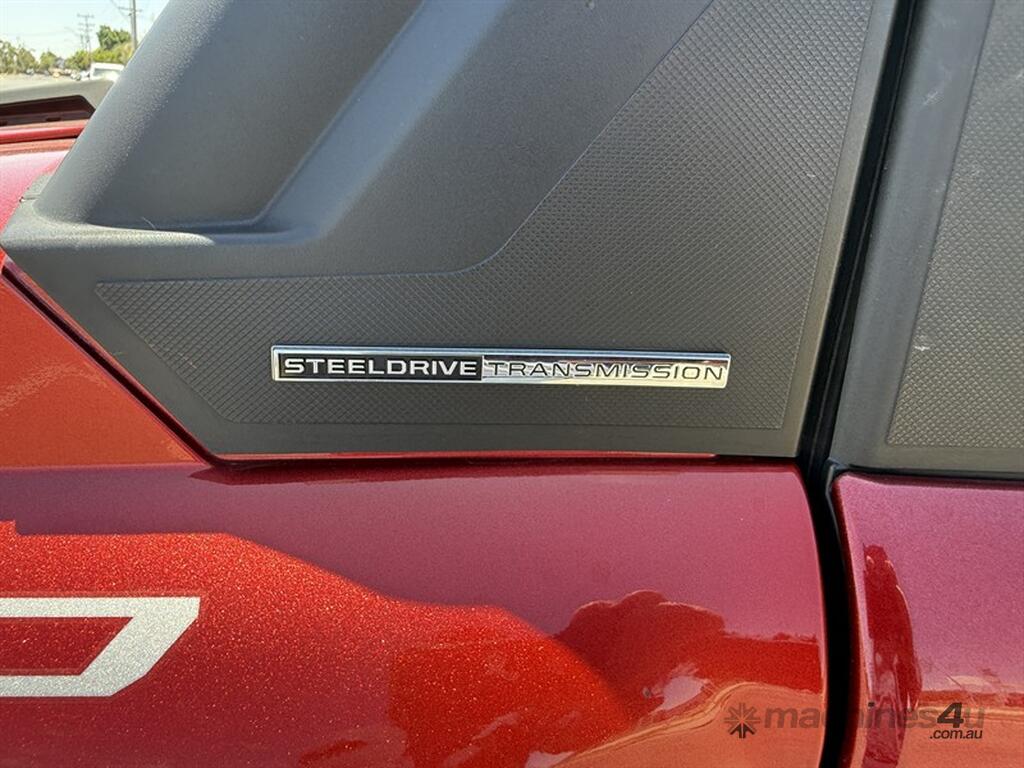 STEELDRIVE TRANSMISSION
machines4u
.com.au